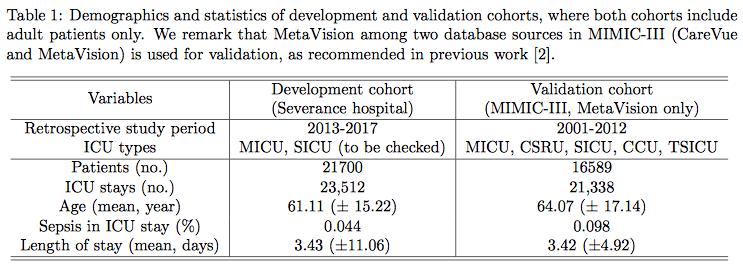 Table 1: Demographics and statistics of development and validation cohorts, where both cohorts include
adult patients only. We remark that MetaVision among two database sources in MIMIC-III (CareVue
and MetaVision) is used for validation, as recommended in previous work [2].
Variables Development cohort (Severance hospital) Validation cohort (MIMIC-III, MetaVision only)
Retrospective study period 2013-2017 2001-2012
ICU types MICU, SICU (to be checked) MICU, CSRU, SICU, CCU, TSICU
Patients (no.) 21700 16589
ICU stays (no.) 23,512 21,338
Age (mean, year) 61.11 (± 15.22) 64.07 (± 17.14)
Sepsis in ICU stay (%) 0.044 0.098
Length of stay (mean, days) 3.43 (±11.06) 3.42 (±4.92)